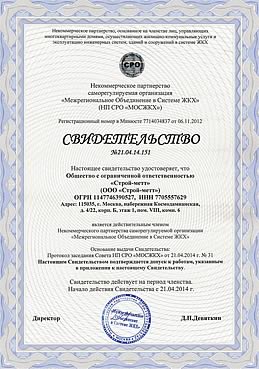 Некоммерческое партнерство, основанное на членстве лиц, управляющих
многоквартирными домами, осуществляющих жилищно-коммунальные услуги и
эксплуатацию инженерных систем, зданий и сооружений в системе ЖКХ
СРО
Некоммерческое партнерство
саморегулируемая организация
«Межрегиональное Объединение в Системе ЖКХ»
(НП СРО «МОСЖКХ»)
Регистрационный номер в Минюсте 7714034837 от 06.11.2012
СВИДЕТЕЛЬСТВО
№21.04.14.151
Настоящее свидетельство удостоверяет, что
Общество с ограниченной ответственностью
«Строй-метт»
(ООО «Строй-метт»)
ОГРН 1147746390527, ИНН 7705557629
Адрес: 115035, г. Москва, набережная Космодамианская,
д. 4/22, корп. Б, этаж 1, пом. VIII, комн. 6
является действительным членом
Некоммерческого партнерства саморегулируемой организации
«Межрегиональное Объединение в Системе ЖКХ»
Основание выдачи Свидетельства:
Протокол заседания Совета НП СРО «МОСЖКХ» от 21.04.2014 г. № 31
Настоящим Свидетельством подтверждается допуск к работам, указанным
в приложении к настоящему Свидетельству.
Свидетельство действует на период членства.
Начало действия Свидетельства с 21.04.2014 г.
Директор
Д.П.Девяткин